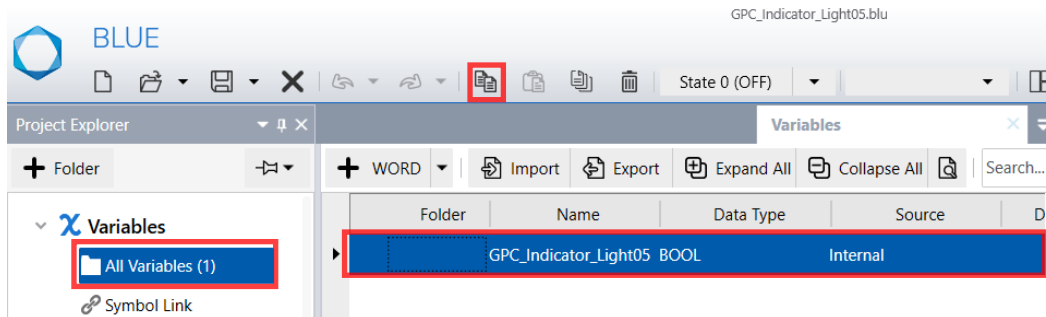 GPC_Indicator_Light05.blu
BLUE
State 0 (OFF)
Project Explorer
Variables
Folder
WORD Import Export Expand All Collapse All Search...
Folder Name Data Type Source D
Variables
All Variables (1)
GPC_Indicator_Light05 BOOL Internal
Symbol Link